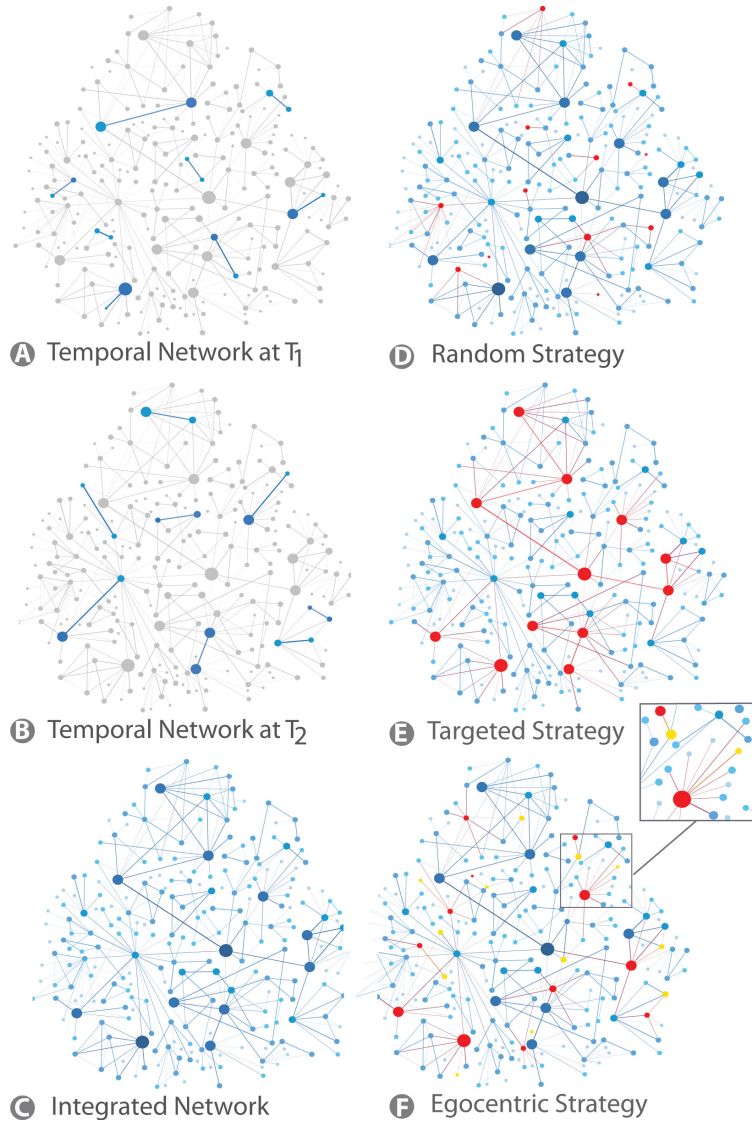 A Temporal Network at T1
D Random Strategy
B Temporal Network at T2
E Targeted Strategy
C Integrated Network
F Egocentric Strategy